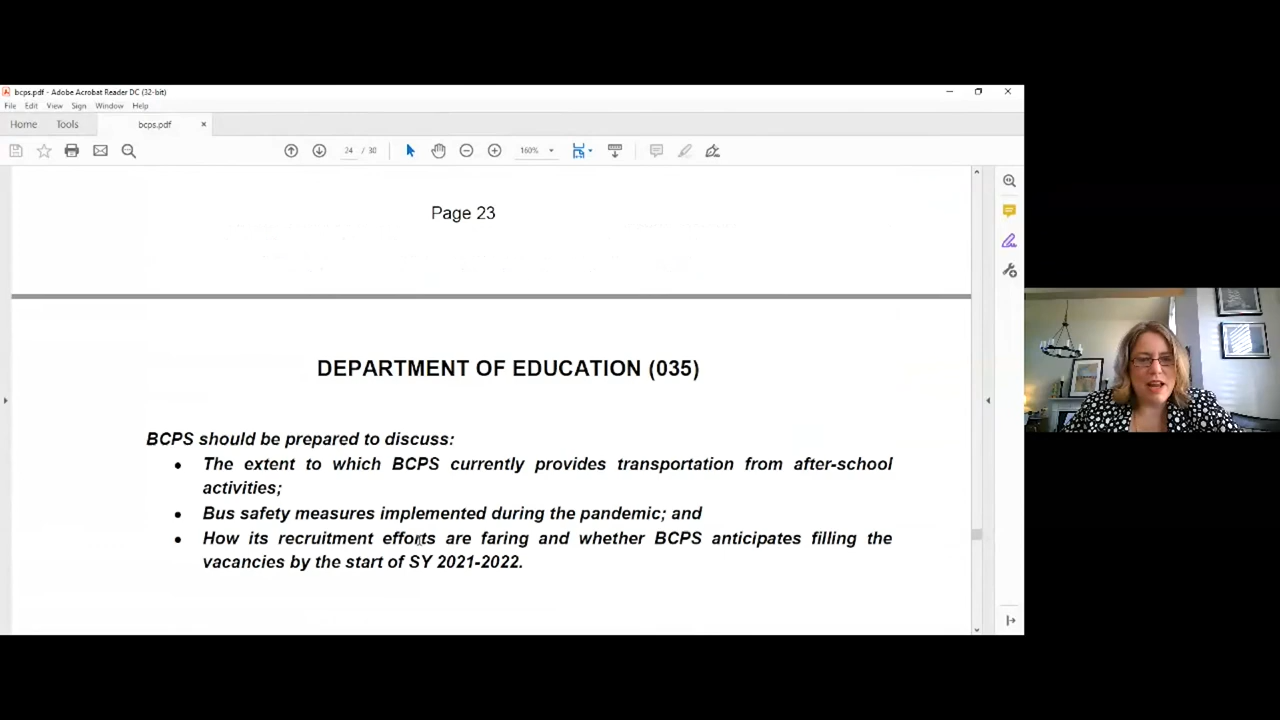 bcps.pdf - Adobe Acrobat Reader DC (32-bit)
File Edit View Sign Window Help
Home Tools bcps.pdf
24 / 30 160%
Page 23
DEPARTMENT OF EDUCATION (035)
BCPS should be prepared to discuss:
• The extent to which BCPS currently provides transportation from after-school
activities;
• Bus safety measures implemented during the pandemic; and
• How its recruitment efforts are faring and whether BCPS anticipates filling the
vacancies by the start of SY 2021-2022.